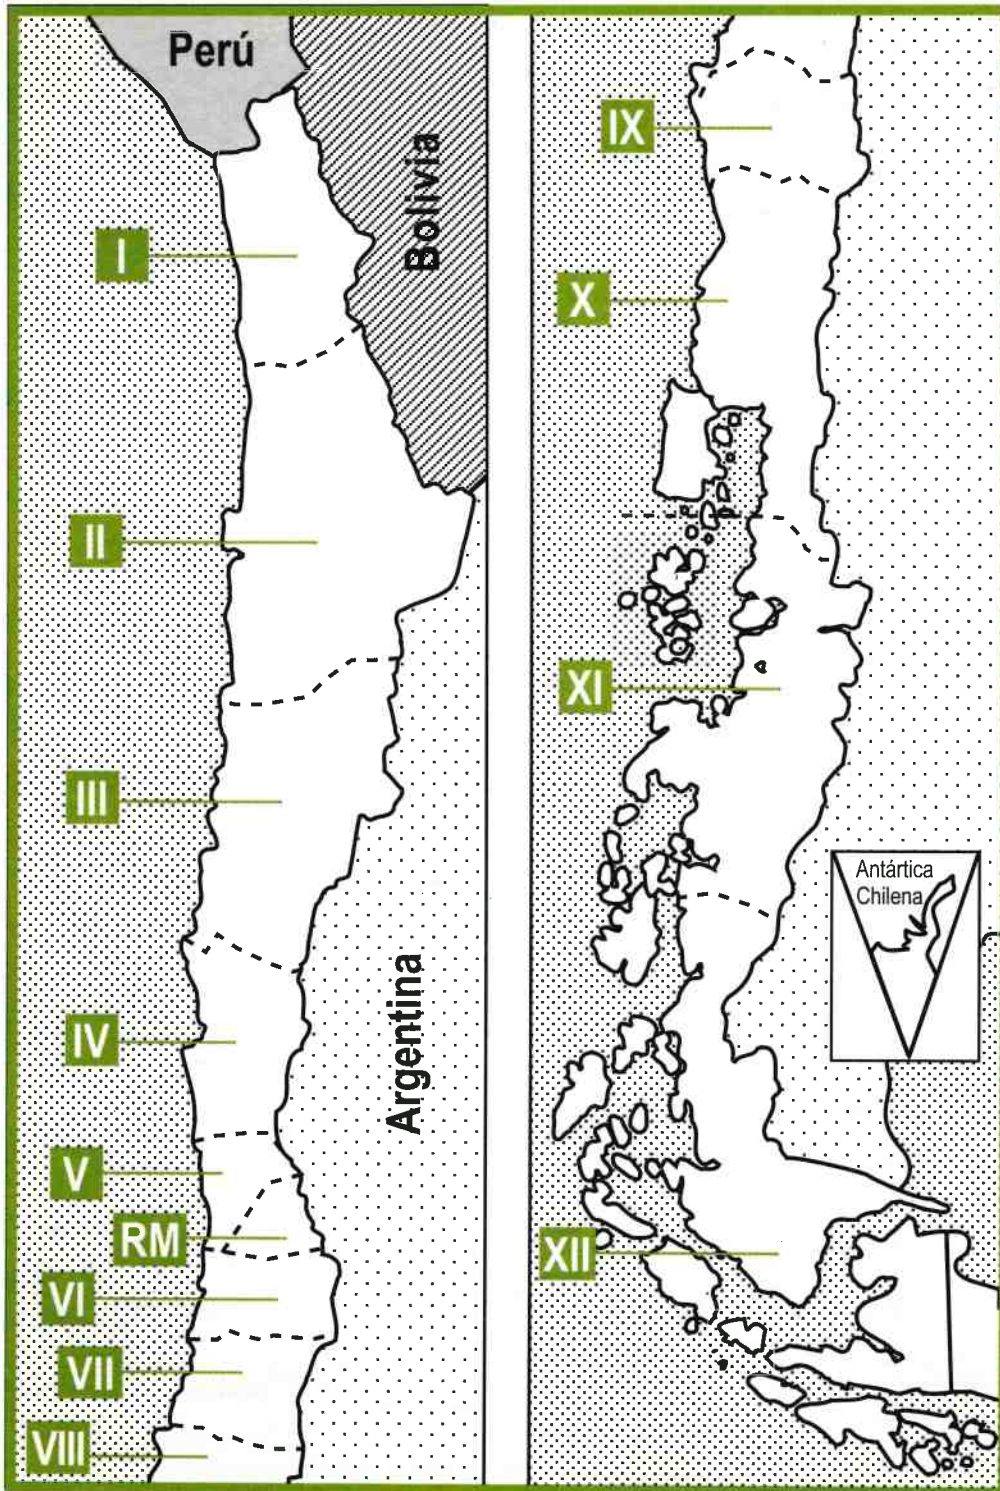 Perú
Bolivia
Argentina
I
II
III
IV
V
RM
VI
VII
VIII
IX
X
XI
XII
Antártica
Chilena